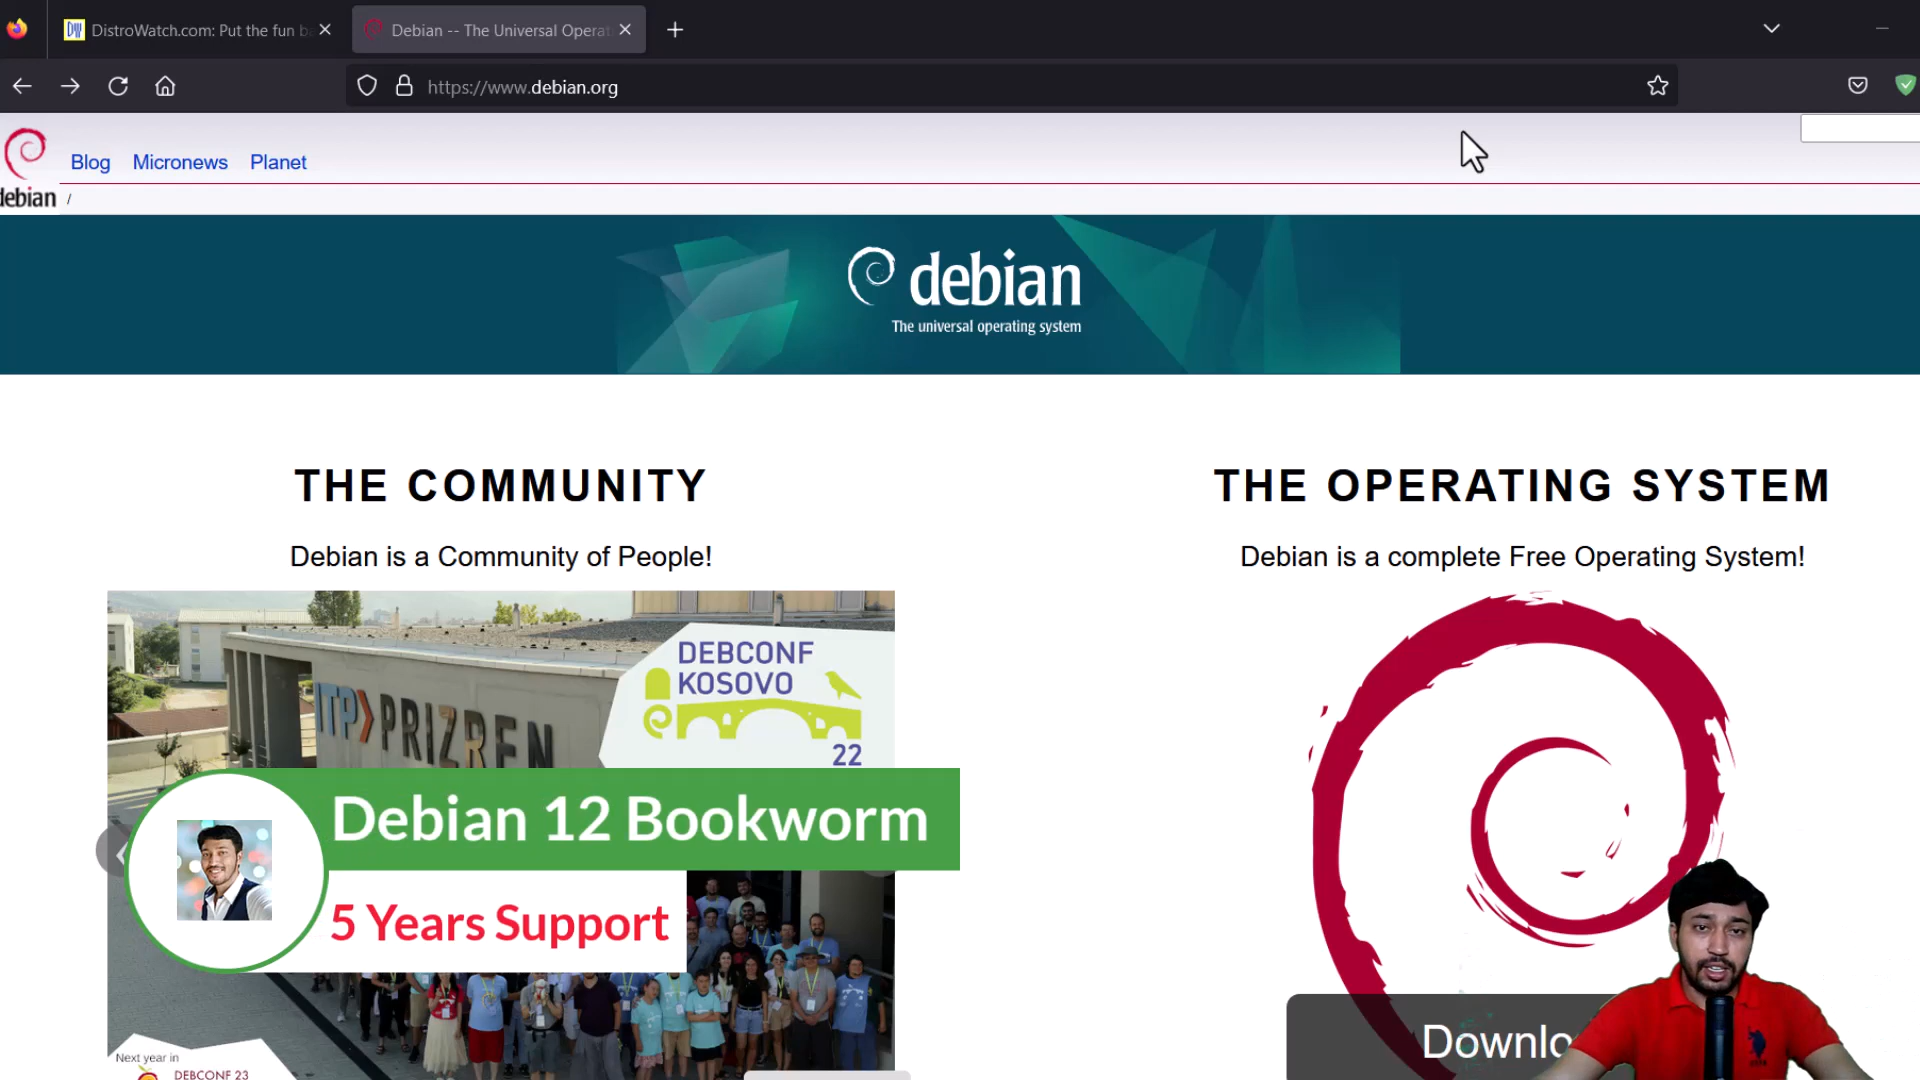 DistroWatch.com: Put the fun ba
Debian -- The Universal Operat
https://www.debian.org
Blog Micronews Planet
debian /
debian
The universal operating system
THE COMMUNITY
Debian is a Community of People!
THE OPERATING SYSTEM
Debian is a complete Free Operating System!
ITP PRIZREN
DEBCONF
KOSOVO
22
Debian 12 Bookworm
5 Years Support
Next year in
DEBCONF 23
Downlo